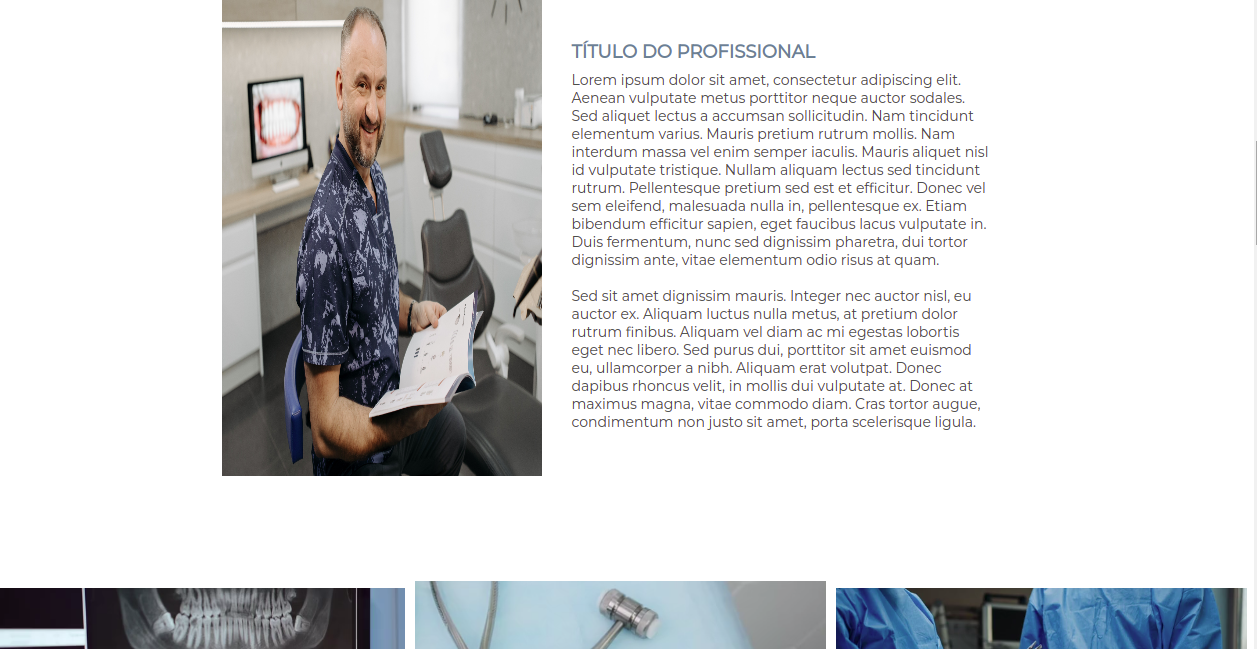 TÍTULO DO PROFISSIONAL
Lorem ipsum dolor sit amet, consectetur adipiscing elit.
Aenean vulputate metus porttitor neque auctor sodales.
Sed aliquet lectus a accumsan sollicitudin. Nam tincidunt
elementum varius. Mauris pretium rutrum mollis. Nam
interdum massa vel enim semper iaculis. Mauris aliquet nisl
id vulputate tristique. Nullam aliquam lectus sed tincidunt
rutrum. Pellentesque pretium sed est et efficitur. Donec vel
sem eleifend, malesuada nulla in, pellentesque ex. Etiam
bibendum efficitur sapien, eget faucibus lacus vulputate in.
Duis fermentum, nunc sed dignissim pharetra, dui tortor
dignissim ante, vitae elementum odio risus at quam.
Sed sit amet dignissim mauris. Integer nec auctor nisl, eu
auctor ex. Aliquam luctus nulla metus, at pretium dolor
rutrum finibus. Aliquam vel diam ac mi egestas lobortis
eget nec libero. Sed purus dui, porttitor sit amet euismod
eu, ullamcorper a nibh. Aliquam erat volutpat. Donec
dapibus rhoncus velit, in mollis dui vulputate at. Donec at
maximus magna, vitae commodo diam. Cras tortor augue,
condimentum non justo sit amet, porta scelerisque ligula.